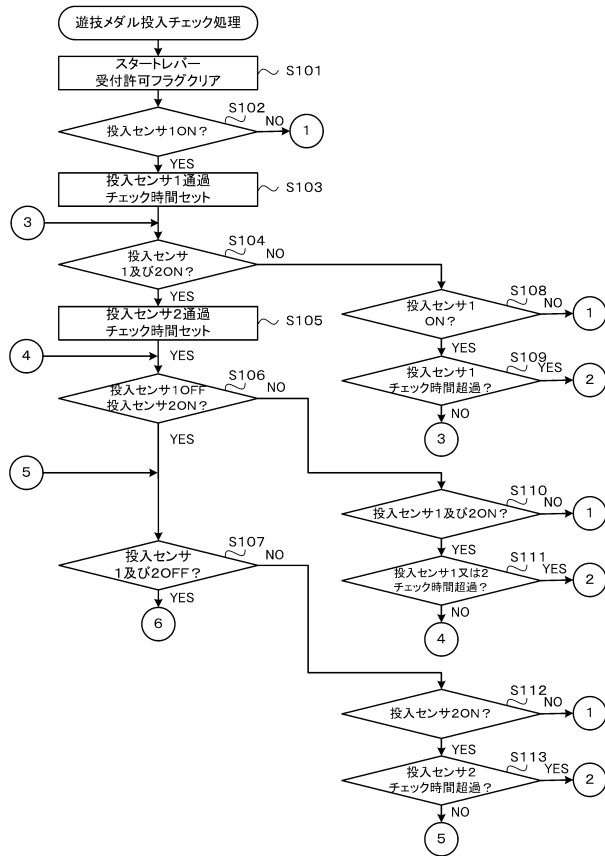 遊技メダル投入チェック処理
スタートレバー
受付許可フラグクリア
S101
S102
投入センサ1ON？
NO
1
YES
投入センサ1通過
チェック時間セット
S103
3
S104
投入センサ
1及び2ON？
NO
YES
投入センサ2通過
チェック時間セット
S105
S108
投入センサ1
ON？
NO
1
YES
4
YES
S106
投入センサ1OFF
投入センサ2ON？
NO
YES
S109
投入センサ1
チェック時間超過？
YES
2
NO
3
5
S110
投入センサ1及び2ON？
NO
1
YES
S107
投入センサ
1及び2OFF？
NO
YES
6
S111
投入センサ1又は2
チェック時間超過？
YES
2
NO
4
S112
投入センサ2ON？
NO
1
YES
S113
投入センサ2
チェック時間超過？
YES
2
NO
5